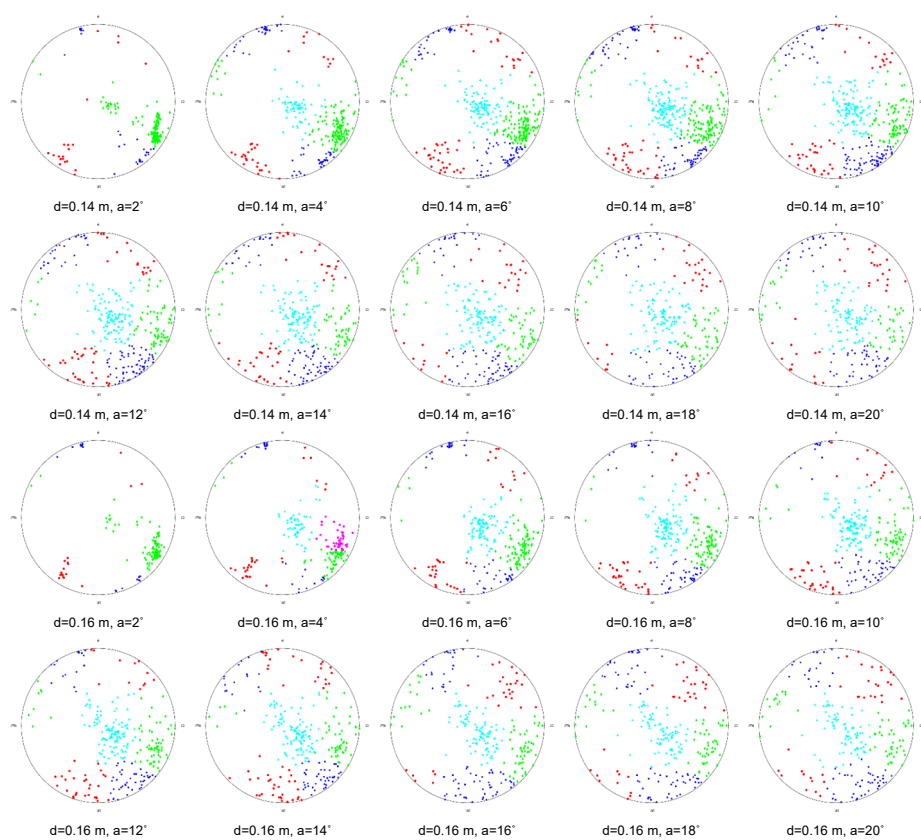 d=0.14 m, a=2° d=0.14 m, a=4° d=0.14 m, a=6° d=0.14 m, a=8° d=0.14 m, a=10°
d=0.14 m, a=12° d=0.14 m, a=14° d=0.14 m, a=16° d=0.14 m, a=18° d=0.14 m, a=20°
d=0.16 m, a=2° d=0.16 m, a=4° d=0.16 m, a=6° d=0.16 m, a=8° d=0.16 m, a=10°
d=0.16 m, a=12° d=0.16 m, a=14° d=0.16 m, a=16° d=0.16 m, a=18° d=0.16 m, a=20°